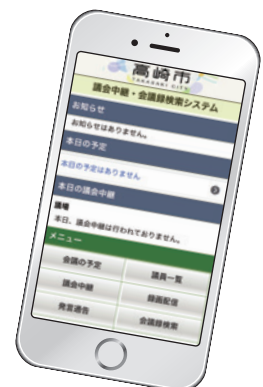 高崎市
TAKASAKI CITY
議会中継・会議録検索システム
お知らせ
お知らせはありません。
本日の予定
本日の予定はありません
本日の議会中継
議場
本日、議会中継は行われておりません。
メニュー
会議の予定 議員一覧
議会中継 録画配信
発言通告 会議録検索